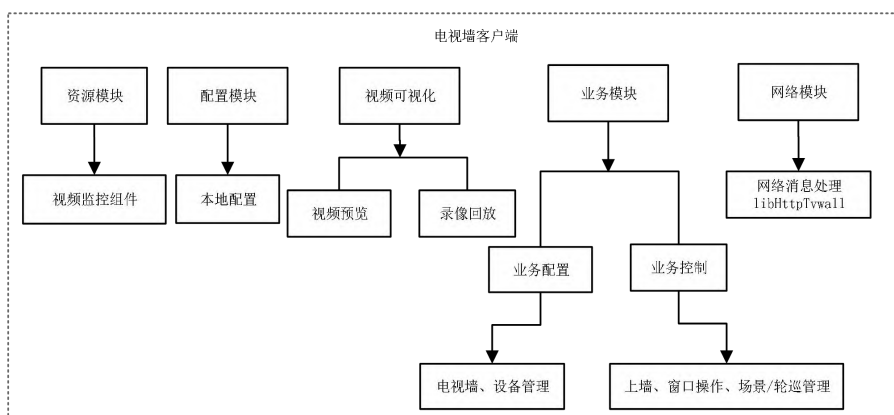 电视墙客户端
资源模块
配置模块
视频可视化
业务模块
网络模块
视频监控组件
本地配置
视频预览
录像回放
网络消息处理
libHttpTvwall
业务配置
业务控制
电视墙、设备管理
上墙、窗口操作、场景/轮巡管理